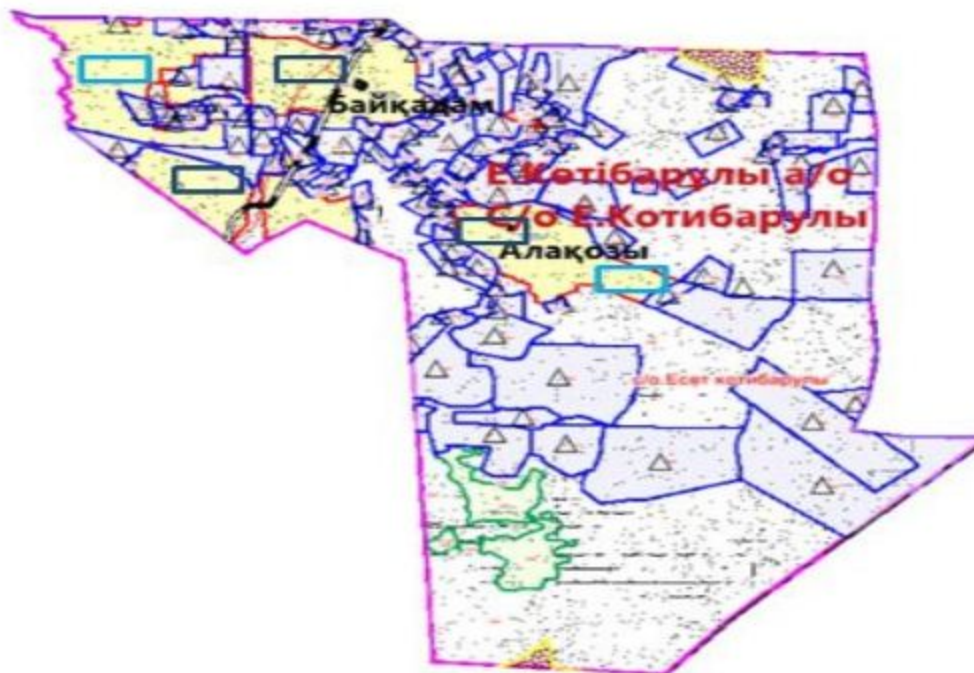 Байқадам
Е.Көтібарұлы а/о
С/о Е.Котибарулы
Алақозы
с/о.Есет котибарулы